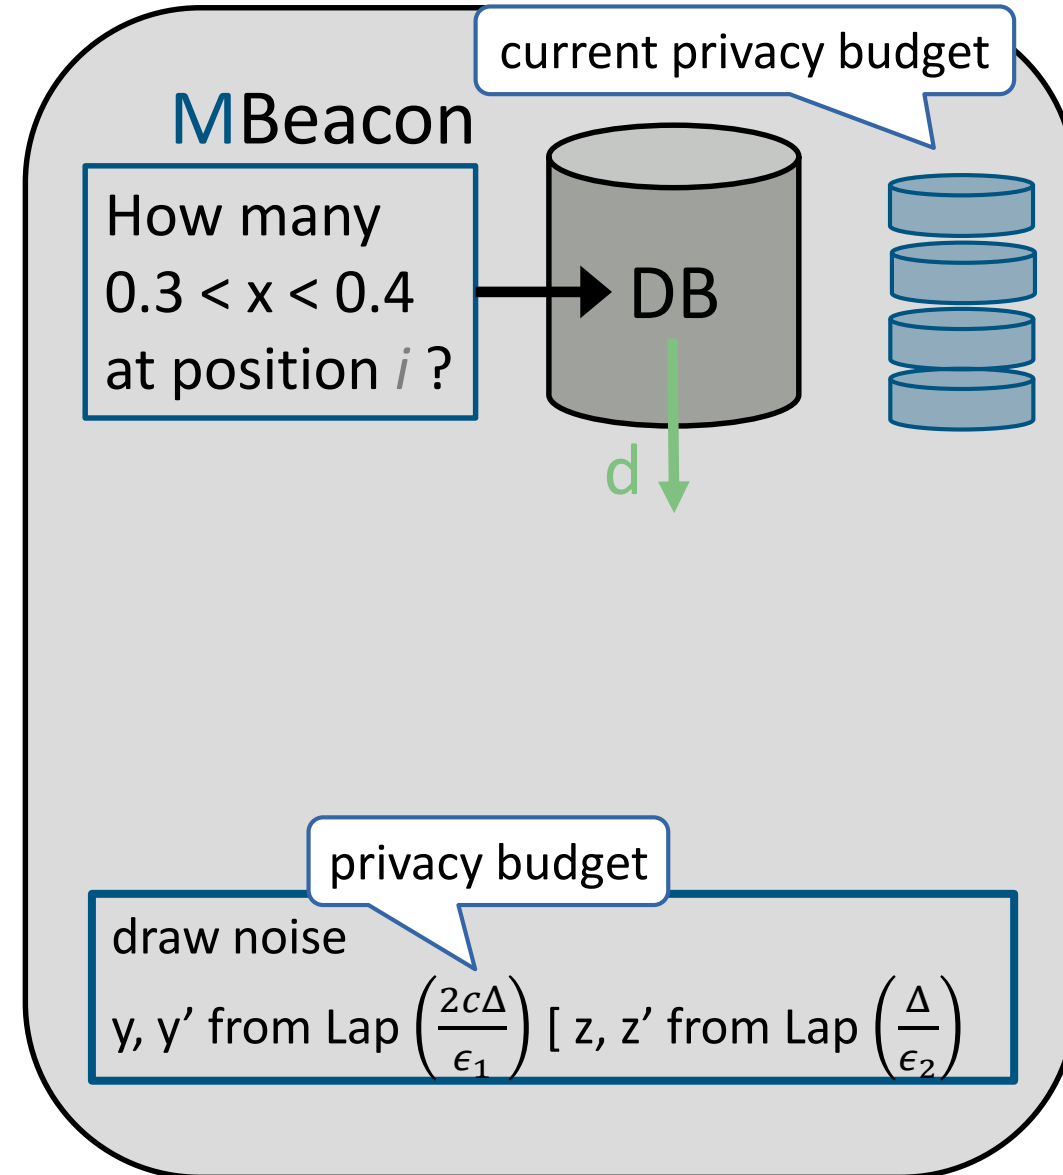 current privacy budget
MBeacon
How many
0.3 < x < 0.4
at position i ?
DB
d
privacy budget
draw noise
y, y’ from Lap (2cΔ/ϵ₁) [ z, z’ from Lap (Δ/ϵ₂)